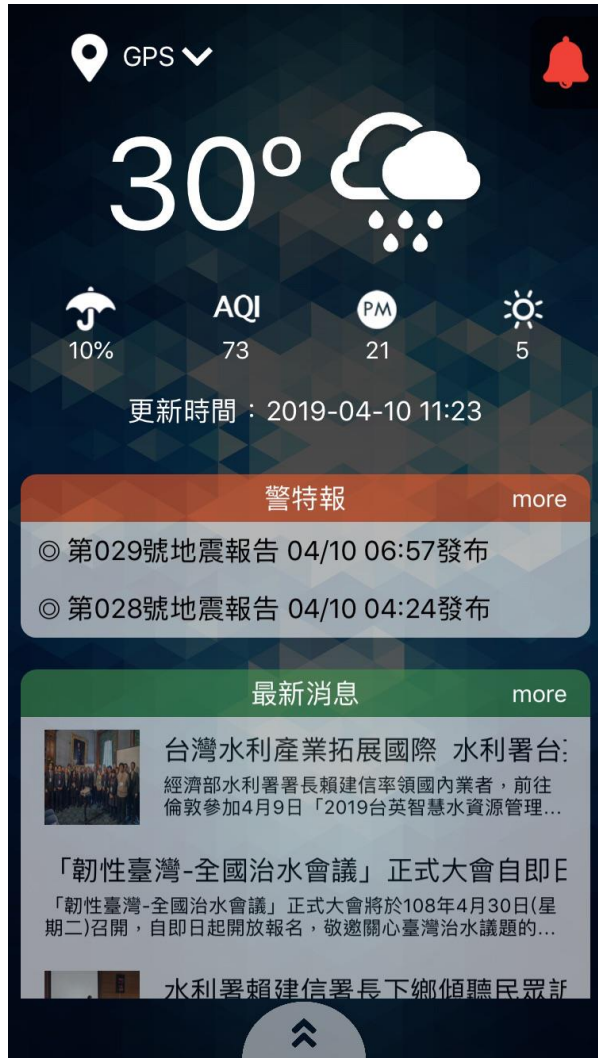 GPS
30°
AQI
PM
10%
73
21
5
更新時間：2019-04-10 11:23
警特報
more
◎ 第029號地震報告 04/10 06:57發布
◎ 第028號地震報告 04/10 04:24發布
最新消息
more
台灣水利產業拓展國際 水利署台
經濟部水利署署長賴建信率領國內業者，前往
倫敦參加4月9日「2019台英智慧水資源管理...
「韌性臺灣-全國治水會議」正式大會自即日
「韌性臺灣-全國治水會議」正式大會將於108年4月30日(星
期二)召開，自即日起開放報名，敬邀關心臺灣治水議題的...
水利署賴建信署長下鄉傾聽民眾訴